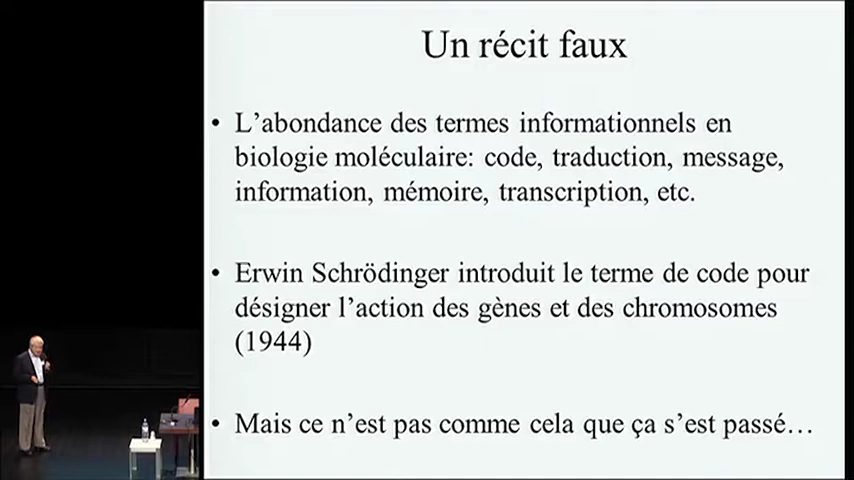 Un récit faux
• L'abondance des termes informationnels en
biologie moléculaire: code, traduction, message,
information, mémoire, transcription, etc.
• Erwin Schrödinger introduit le terme de code pour
désigner l'action des gènes et des chromosomes
(1944)
• Mais ce n'est pas comme cela que ça s'est passé…